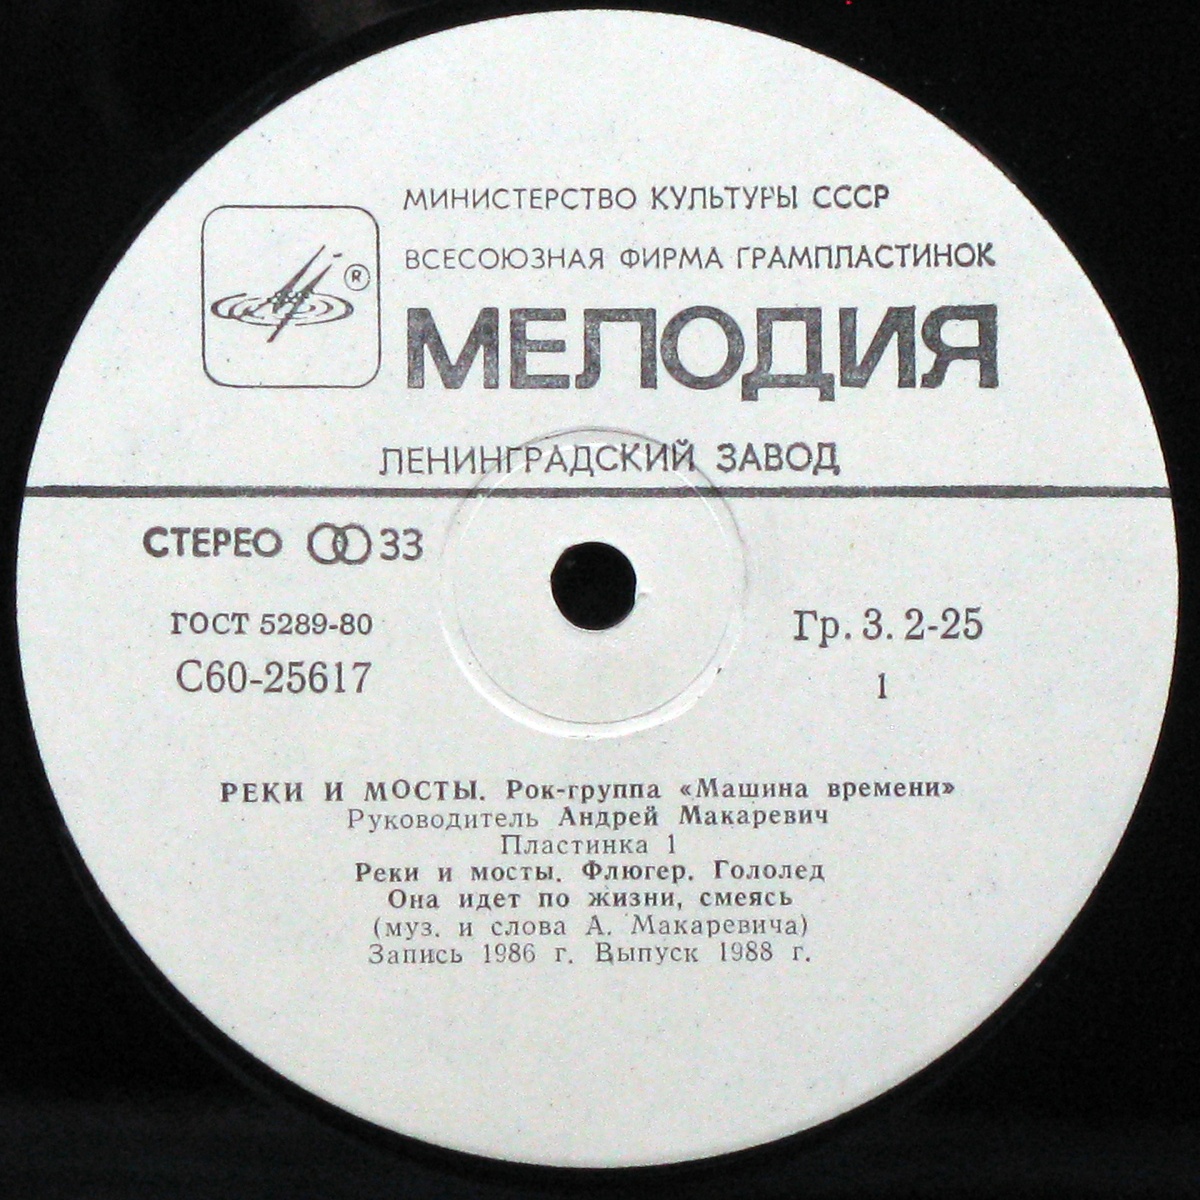 МИНИСТЕРСТВО КУЛЬТУРЫ СССР
ВСЕСОЮЗНАЯ ФИРМА ГРАМПЛАСТИНОК
®
МЕЛОДИЯ
ЛЕНИНГРАДСКИЙ ЗАВОД
СТЕРЕО 33
ГОСТ 5289-80
Гр. 3. 2-25
С60-25617
1
РЕКИ И МОСТЫ. Рок-группа «Машина времени»
Руководитель Андрей Макаревич
Пластинка 1
Реки и мосты. Флюгер. Гололед
Она идет по жизни, смеясь
(муз. и слова А. Макаревича)
Запись 1986 г. Выпуск 1988 г.